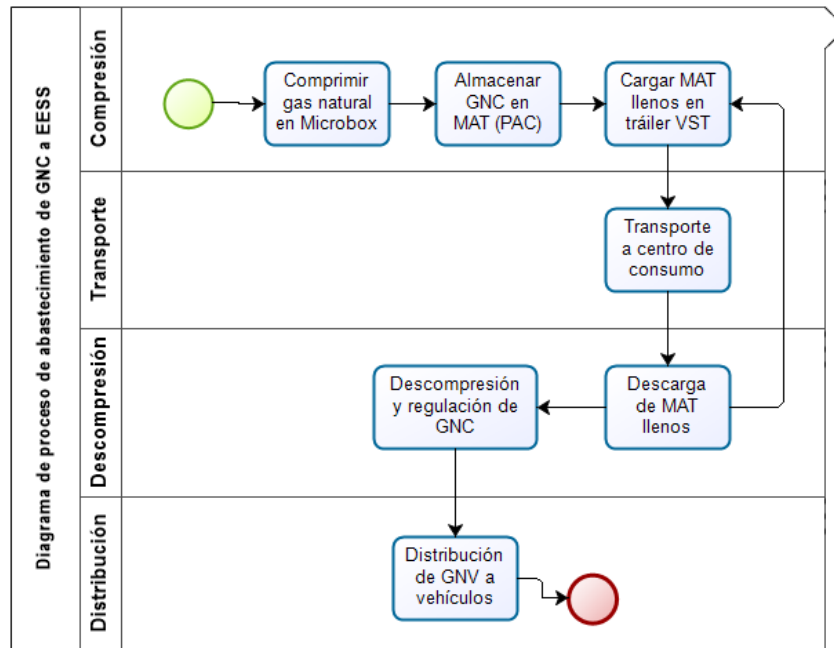 Diagrama de proceso de abastecimiento de GNC a EESS
Compresión
Comprimir
gas natural
en Microbox
Almacenar
GNC en
MAT (PAC)
Cargar MAT
llenos en
tráiler VST
Transporte
Transporte
a centro de
consumo
Descompresión
Descompresión
y regulación de
GNC
Descarga
de MAT
llenos
Distribución
Distribución
de GNV a
vehículos